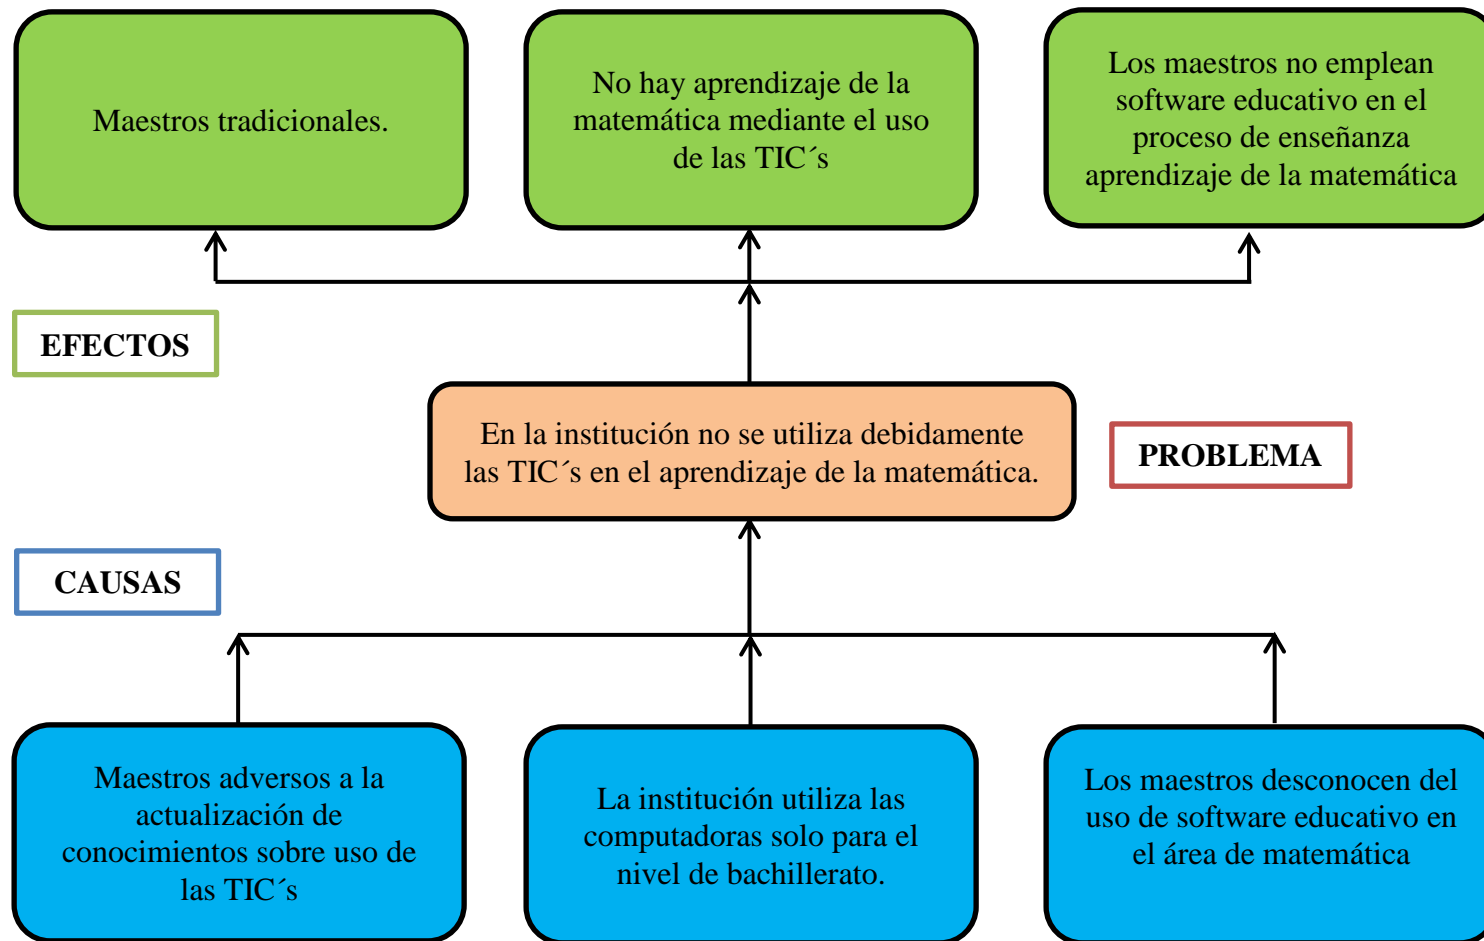 Maestros tradicionales.
No hay aprendizaje de la
matemática mediante el uso
de las TIC´s
Los maestros no emplean
software educativo en el
proceso de enseñanza
aprendizaje de la matemática
EFECTOS
En la institución no se utiliza debidamente
las TIC´s en el aprendizaje de la matemática.
PROBLEMA
CAUSAS
Maestros adversos a la
actualización de
conocimientos sobre uso de
las TIC´s
La institución utiliza las
computadoras solo para el
nivel de bachillerato.
Los maestros desconocen del
uso de software educativo en
el área de matemática